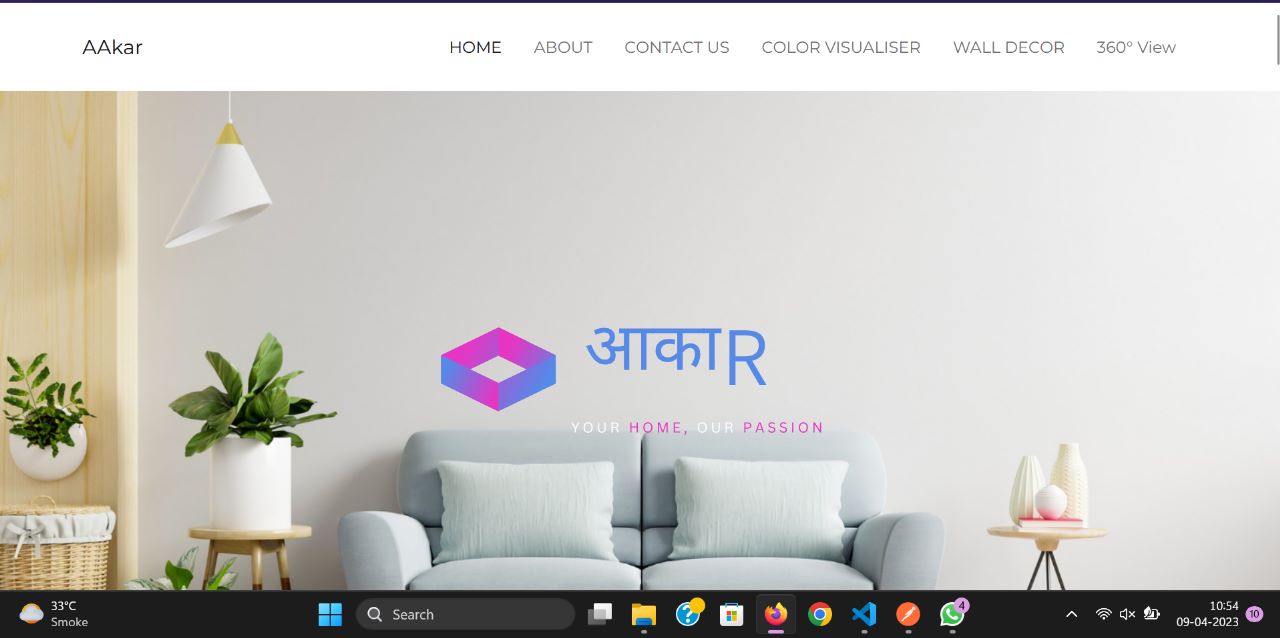 AAkar
HOME ABOUT CONTACT US COLOR VISUALISER WALL DECOR 360° View
आकाR
YOUR HOME, OUR PASSION
33°C
Smoke
Search
4
10:54
09-04-2023
10